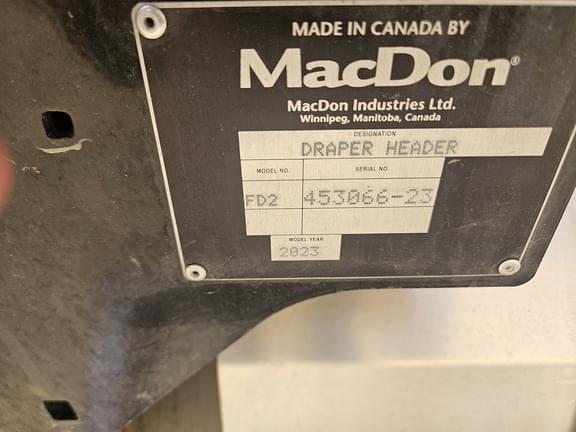 MADE IN CANADA BY
MacDon®
MacDon Industries Ltd.
Winnipeg, Manitoba, Canada
DESIGNATION
DRAPER HEADER
MODEL NO. SERIAL NO.
FD2 453066-23
MODEL YEAR
2023